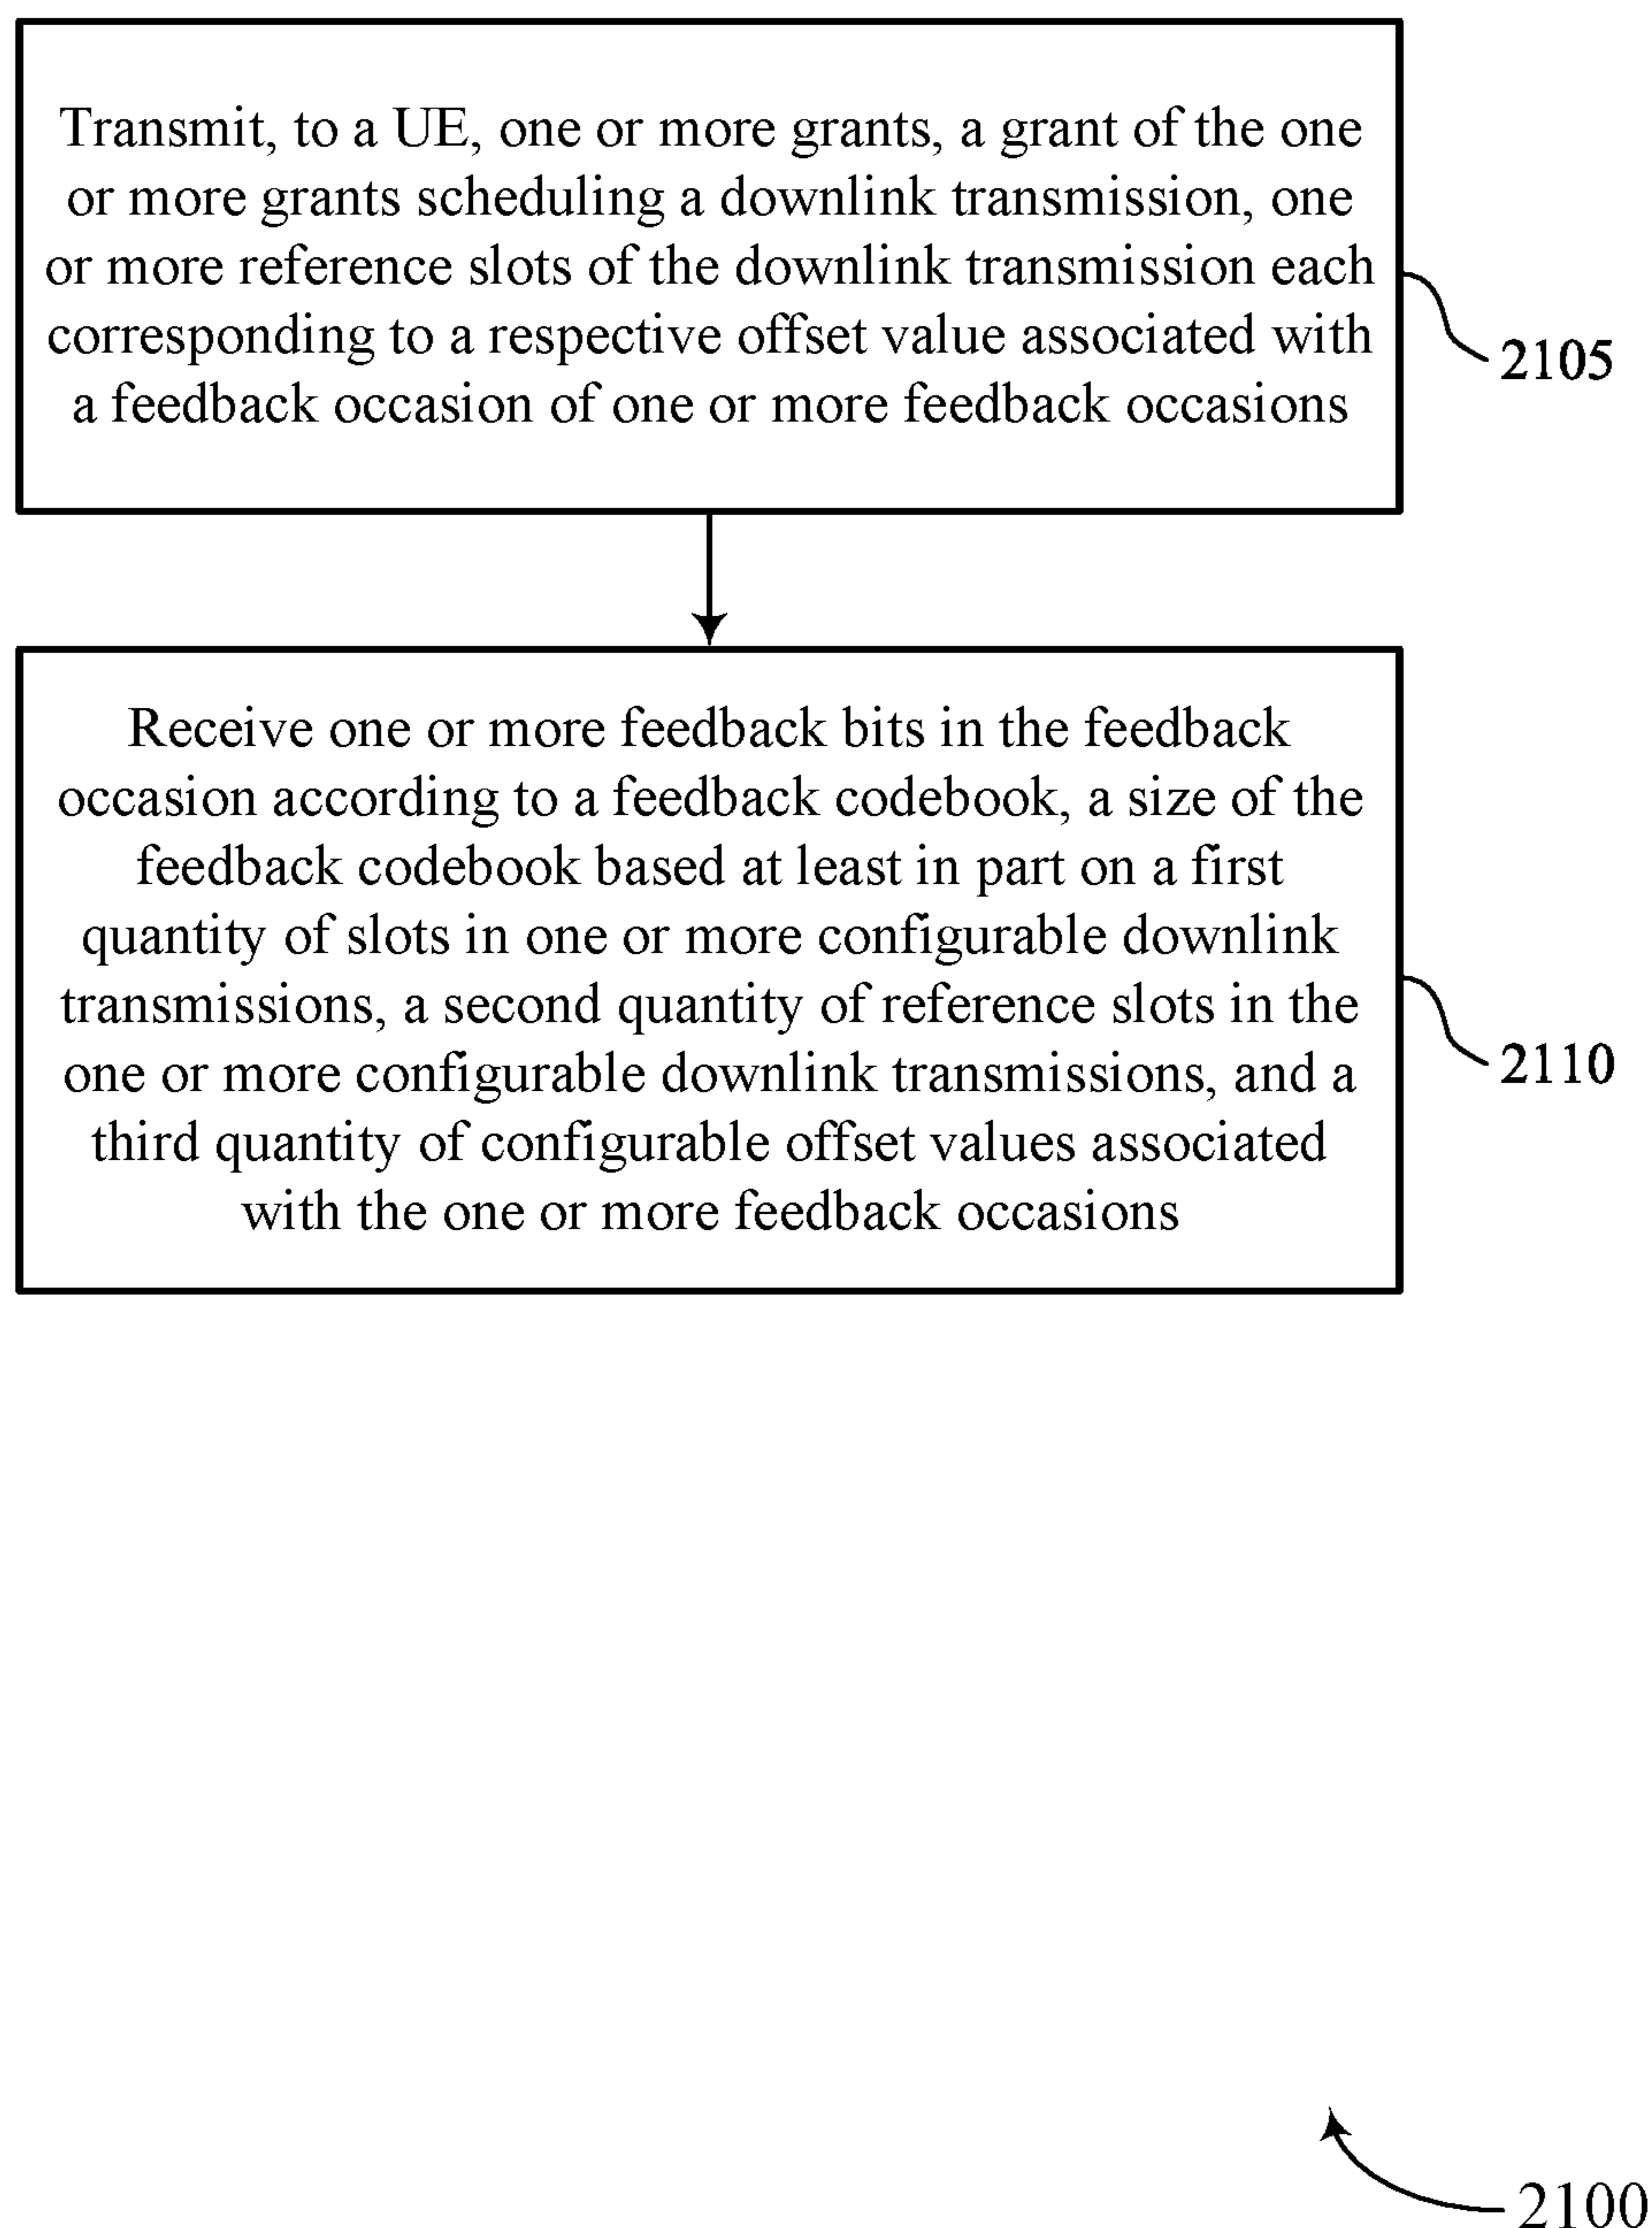 Transmit, to a UE, one or more grants, a grant of the one
or more grants scheduling a downlink transmission, one
or more reference slots of the downlink transmission each
corresponding to a respective offset value associated with
a feedback occasion of one or more feedback occasions
2105
Receive one or more feedback bits in the feedback
occasion according to a feedback codebook, a size of the
feedback codebook based at least in part on a first
quantity of slots in one or more configurable downlink
transmissions, a second quantity of reference slots in the
one or more configurable downlink transmissions, and a
third quantity of configurable offset values associated
with the one or more feedback occasions
2110
2100